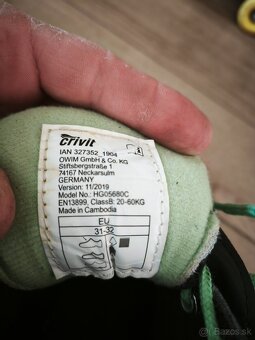 crivit
IAN 327352_1904
OWIM GmbH & Co. KG
Stiftsbergstraße 1
74167 Neckarsulm
GERMANY
Version: 11/2019
Model No.: HG05680C
EN13899, ClassB: 20-60KG
Made in Cambodia
EU
31-32
Bazos.sk